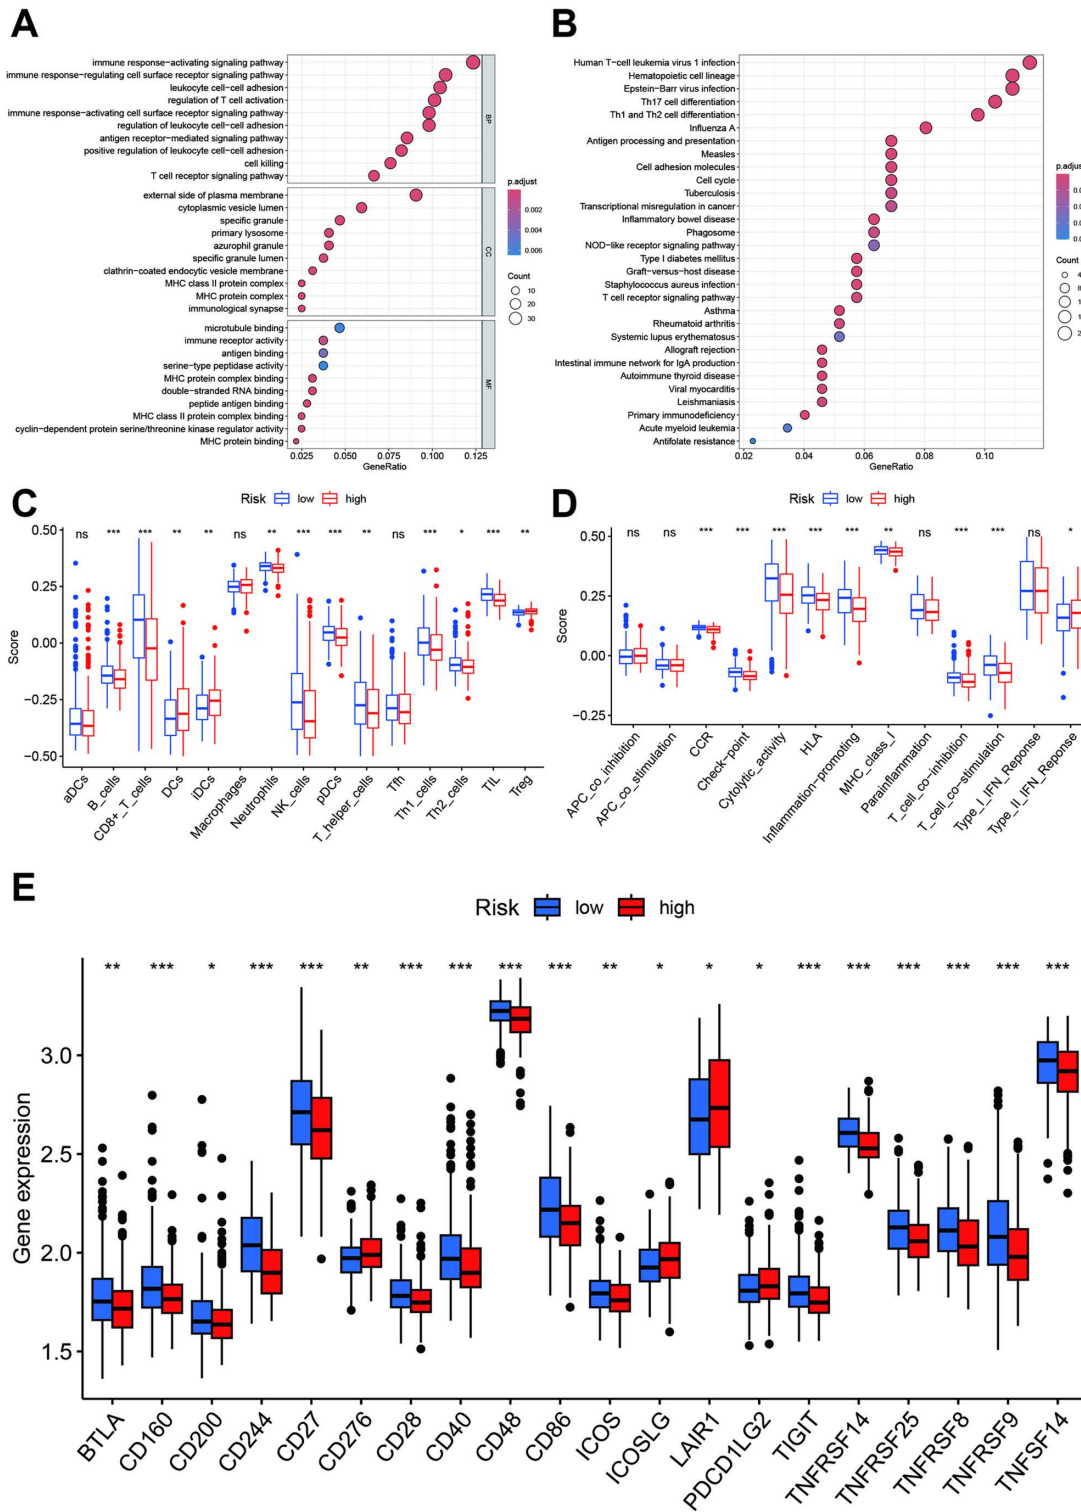 A
immune response-activating signaling pathway
immune response-regulating cell surface receptor signaling pathway
leukocyte cell-cell adhesion
regulation of T cell activation
immune response-activating cell surface receptor signaling pathway
regulation of leukocyte cell-cell adhesion
antigen receptor-mediated signaling pathway
positive regulation of leukocyte cell-cell adhesion
cell killing
T cell receptor signaling pathway
BP
external side of plasma membrane
cytoplasmic vesicle lumen
specific granule
primary lysosome
azurophil granule
specific granule lumen
clathrin-coated endocytic vesicle membrane
MHC class II protein complex
MHC protein complex
immunological synapse
CC
microtubule binding
immune receptor activity
antigen binding
serine-type peptidase activity
MHC protein complex binding
double-stranded RNA binding
peptide antigen binding
MHC class II protein complex binding
cyclin-dependent protein serine/threonine kinase regulator activity
MHC protein binding
MF
0.025 0.050 0.075 0.100 0.125
GeneRatio
p.adjust
0.002
0.004
0.006
Count
10
20
30
B
Human T-cell leukemia virus 1 infection
Hematopoietic cell lineage
Epstein-Barr virus infection
Th17 cell differentiation
Th1 and Th2 cell differentiation
Influenza A
Antigen processing and presentation
Measles
Cell adhesion molecules
Cell cycle
Tuberculosis
Transcriptional misregulation in cancer
Inflammatory bowel disease
Phagosome
NOD-like receptor signaling pathway
Type I diabetes mellitus
Graft-versus-host disease
Staphylococcus aureus infection
T cell receptor signaling pathway
Asthma
Rheumatoid arthritis
Systemic lupus erythematosus
Allograft rejection
Intestinal immune network for IgA production
Autoimmune thyroid disease
Viral myocarditis
Leishmaniasis
Primary immunodeficiency
Acute myeloid leukemia
Antifolate resistance
0.02 0.04 0.06 0.08 0.10
GeneRatio
p.adjust
0.0
0.0
0.0
0.0
Count
4
8
1
2
C
Risk low high
ns *** *** ** ** ns ** *** *** ** ns *** * *** **
0.50
0.25
0.00
−0.25
−0.50
Score
aDCs
B_cells
CD8+_T_cells
DCs
iDCs
Macrophages
Neutrophils
NK_cells
pDCs
T_helper_cells
Tfh
Th1_cells
Th2_cells
TIL
Treg
D
Risk low high
ns ns *** *** *** *** *** ** ns *** *** ns *
0.50
0.25
0.00
−0.25
Score
APC_co_inhibition
APC_co_stimulation
CCR
Check−point
Cytolytic_activity
HLA
Inflammation−promoting
MHC_class_I
Parainflammation
T_cell_co−inhibition
T_cell_co−stimulation
Type_I_IFN_Reponse
Type_II_IFN_Reponse
E
Risk low high
** *** * *** *** ** *** *** *** *** ** * * * *** *** *** *** *** ***
3.0
2.5
2.0
1.5
Gene expression
BTLA
CD160
CD200
CD244
CD27
CD276
CD28
CD40
CD48
CD86
ICOS
ICOSLG
LAIR1
PDCD1LG2
TIGIT
TNFRSF14
TNFRSF25
TNFRSF8
TNFRSF9
TNFSF14